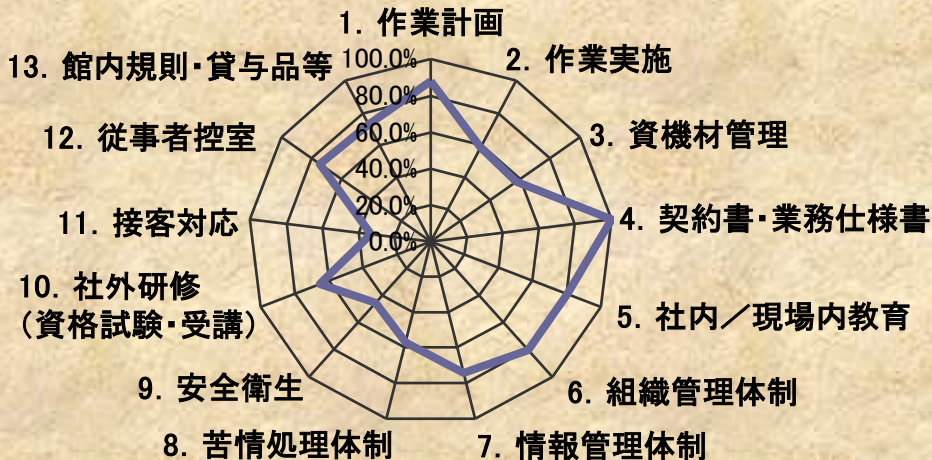 1. 作業計画
2. 作業実施
3. 資機材管理
4. 契約書・業務仕様書
5. 社内／現場内教育
6. 組織管理体制
7. 情報管理体制
8. 苦情処理体制
9. 安全衛生
10. 社外研修
（資格試験・受講）
11. 接客対応
12. 従事者控室
13. 館内規則・貸与品等
100.0%
80.0%
60.0%
40.0%
20.0%
0.0%